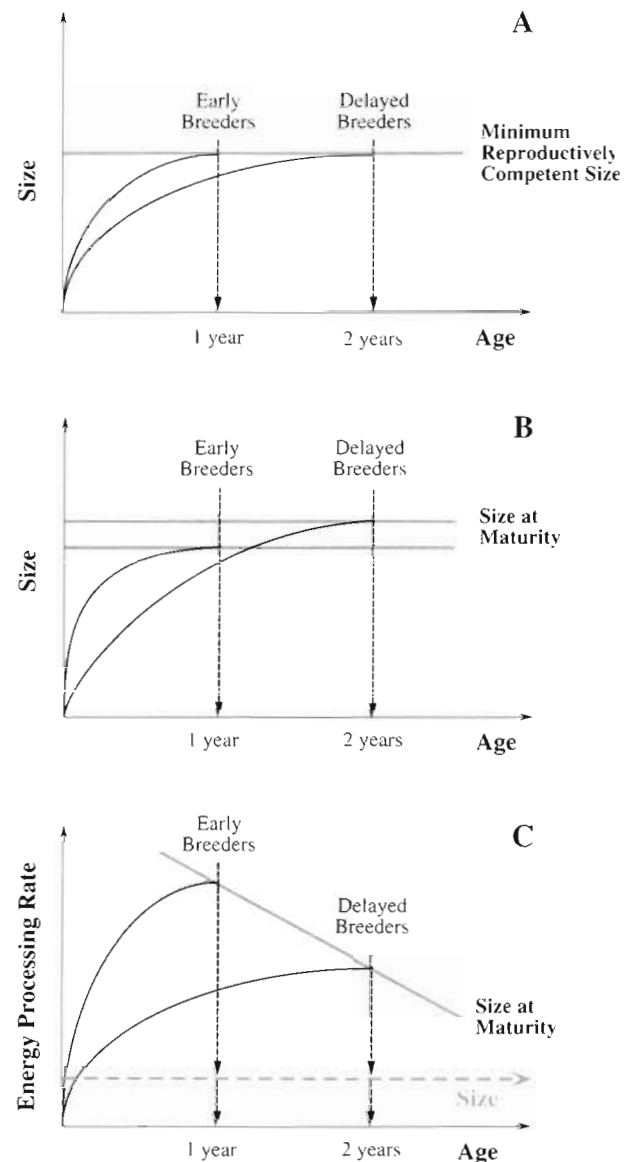 A
Early
Breeders
Delayed
Breeders
Minimum
Reproductively
Competent Size
Size
1 year
2 years
Age
B
Early
Breeders
Delayed
Breeders
Size at
Maturity
Size
1 year
2 years
Age
C
Early
Breeders
Delayed
Breeders
Size at
Maturity
Energy Processing Rate
Size
1 year
2 years
Age